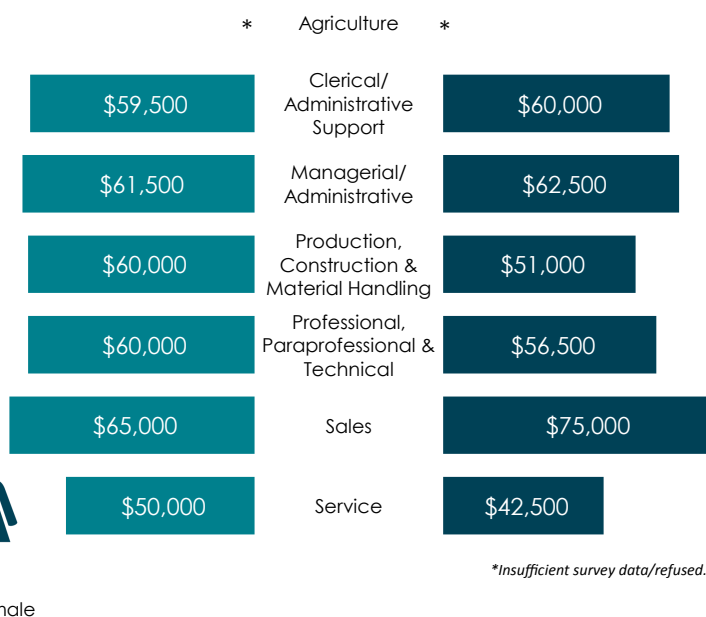 * Agriculture *
$59,500
Clerical/
Administrative
Support
$60,000
$61,500
Managerial/
Administrative
$62,500
$60,000
Production,
Construction &
Material Handling
$51,000
$60,000
Professional,
Paraprofessional &
Technical
$56,500
$65,000
Sales
$75,000
$50,000
Service
$42,500
*Insufficient survey data/refused.